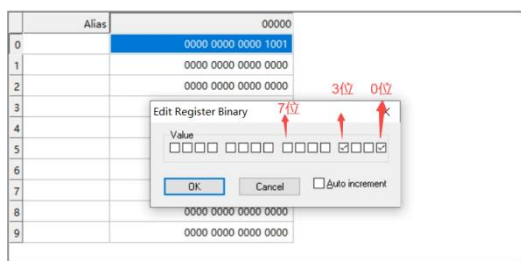 Alias 00000
0 0000 0000 0000 1001
1 0000 0000 0000 0000
2 0000 0000 0000 0000
3位 0位
3
Edit Register Binary 7位 X
4
Value
5
6
OK Cancel Auto increment
7
8 0000 0000 0000 0000
9 0000 0000 0000 0000